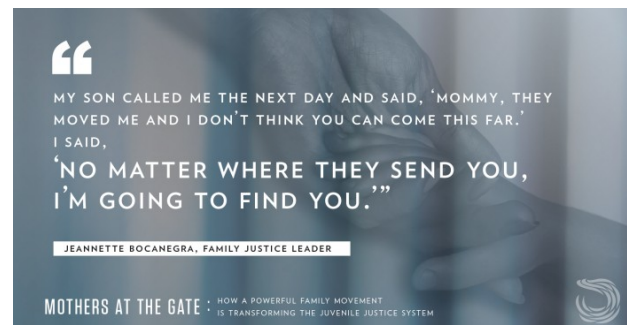 “
MY SON CALLED ME THE NEXT DAY AND SAID, ‘MOMMY, THEY
MOVED ME AND I DON’T THINK YOU CAN COME THIS FAR.’
I SAID,
‘NO MATTER WHERE THEY SEND YOU,
I’M GOING TO FIND YOU.’”
JEANNETTE BOCANEGRA, FAMILY JUSTICE LEADER
MOTHERS AT THE GATE : HOW A POWERFUL FAMILY MOVEMENT
IS TRANSFORMING THE JUVENILE JUSTICE SYSTEM